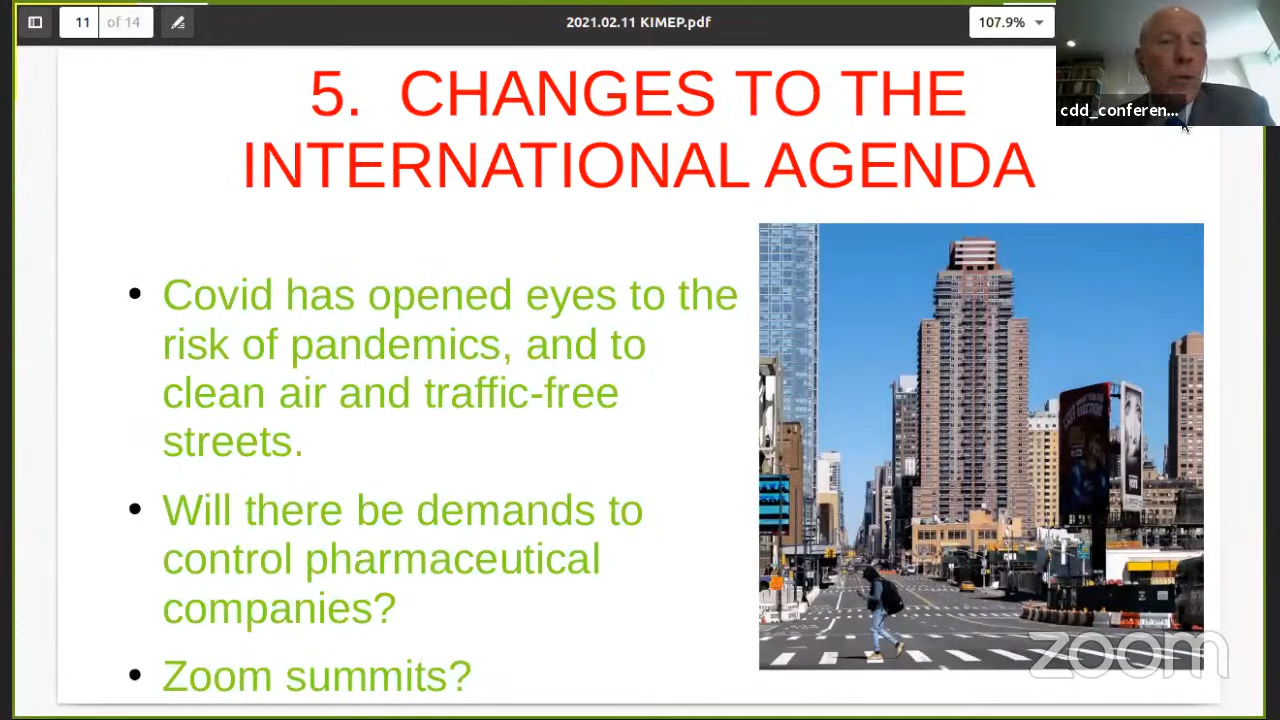 11 of 14
2021.02.11 KIMEP.pdf
107.9%
cdd_conferen...
5. CHANGES TO THE
INTERNATIONAL AGENDA
• Covid has opened eyes to the
risk of pandemics, and to
clean air and traffic-free
streets.
• Will there be demands to
control pharmaceutical
companies?
• Zoom summits?
zoom